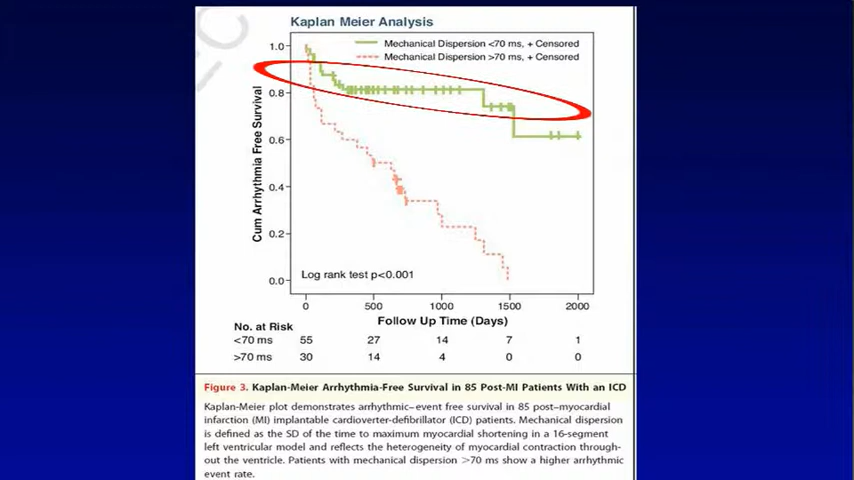 Kaplan Meier Analysis
Mechanical Dispersion <70 ms, + Censored
Mechanical Dispersion >70 ms, + Censored
1.0
0.8
0.6
0.4
0.2
0.0
Cum Arrhythmia Free Survival
Log rank test p<0.001
0 500 1000 1500 2000
Follow Up Time (Days)
No. at Risk
<70 ms 55 27 14 7 1
>70 ms 30 14 4 0 0
Figure 3. Kaplan-Meier Arrhythmia-Free Survival in 85 Post-MI Patients With an ICD
Kaplan-Meier plot demonstrates arrhythmic–event free survival in 85 post–myocardial
infarction (MI) implantable cardioverter-defibrillator (ICD) patients. Mechanical dispersion
is defined as the SD of the time to maximum myocardial shortening in a 16-segment
left ventricular model and reflects the heterogeneity of myocardial contraction through-
out the ventricle. Patients with mechanical dispersion >70 ms show a higher arrhythmic
event rate.